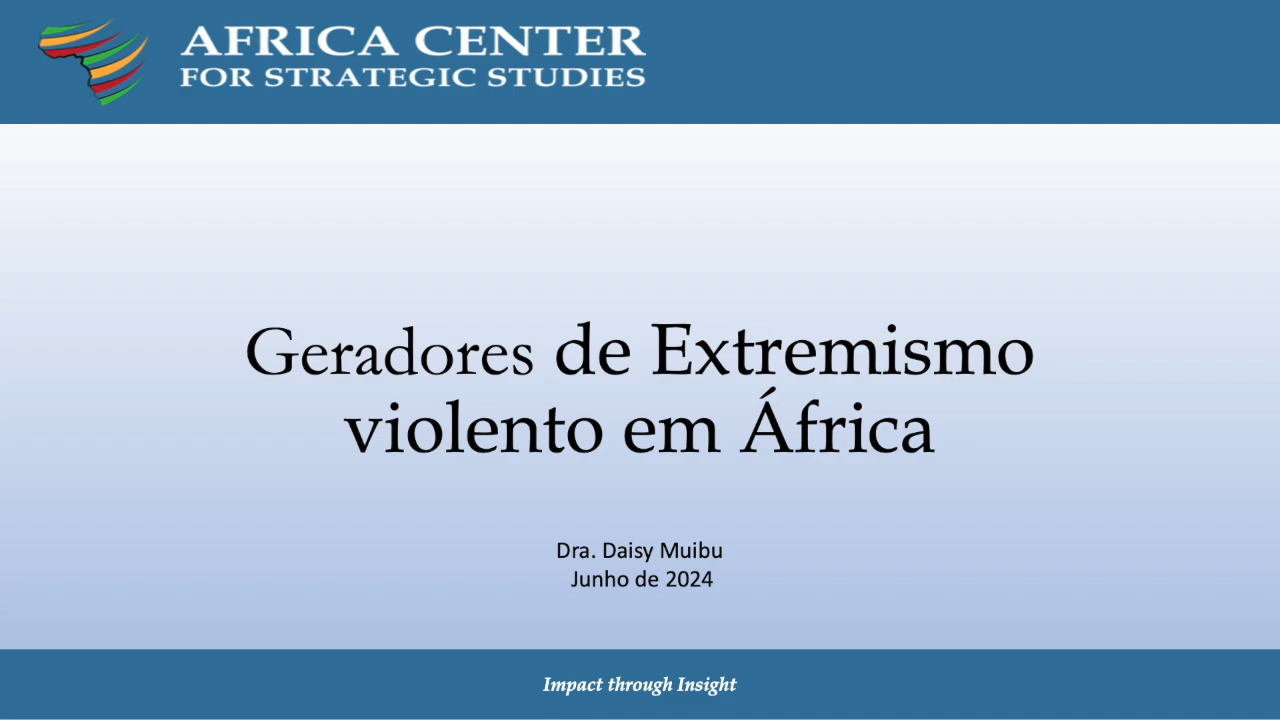 AFRICA CENTER
FOR STRATEGIC STUDIES
Geradores de Extremismo
violento em África
Dra. Daisy Muibu
Junho de 2024
Impact through Insight